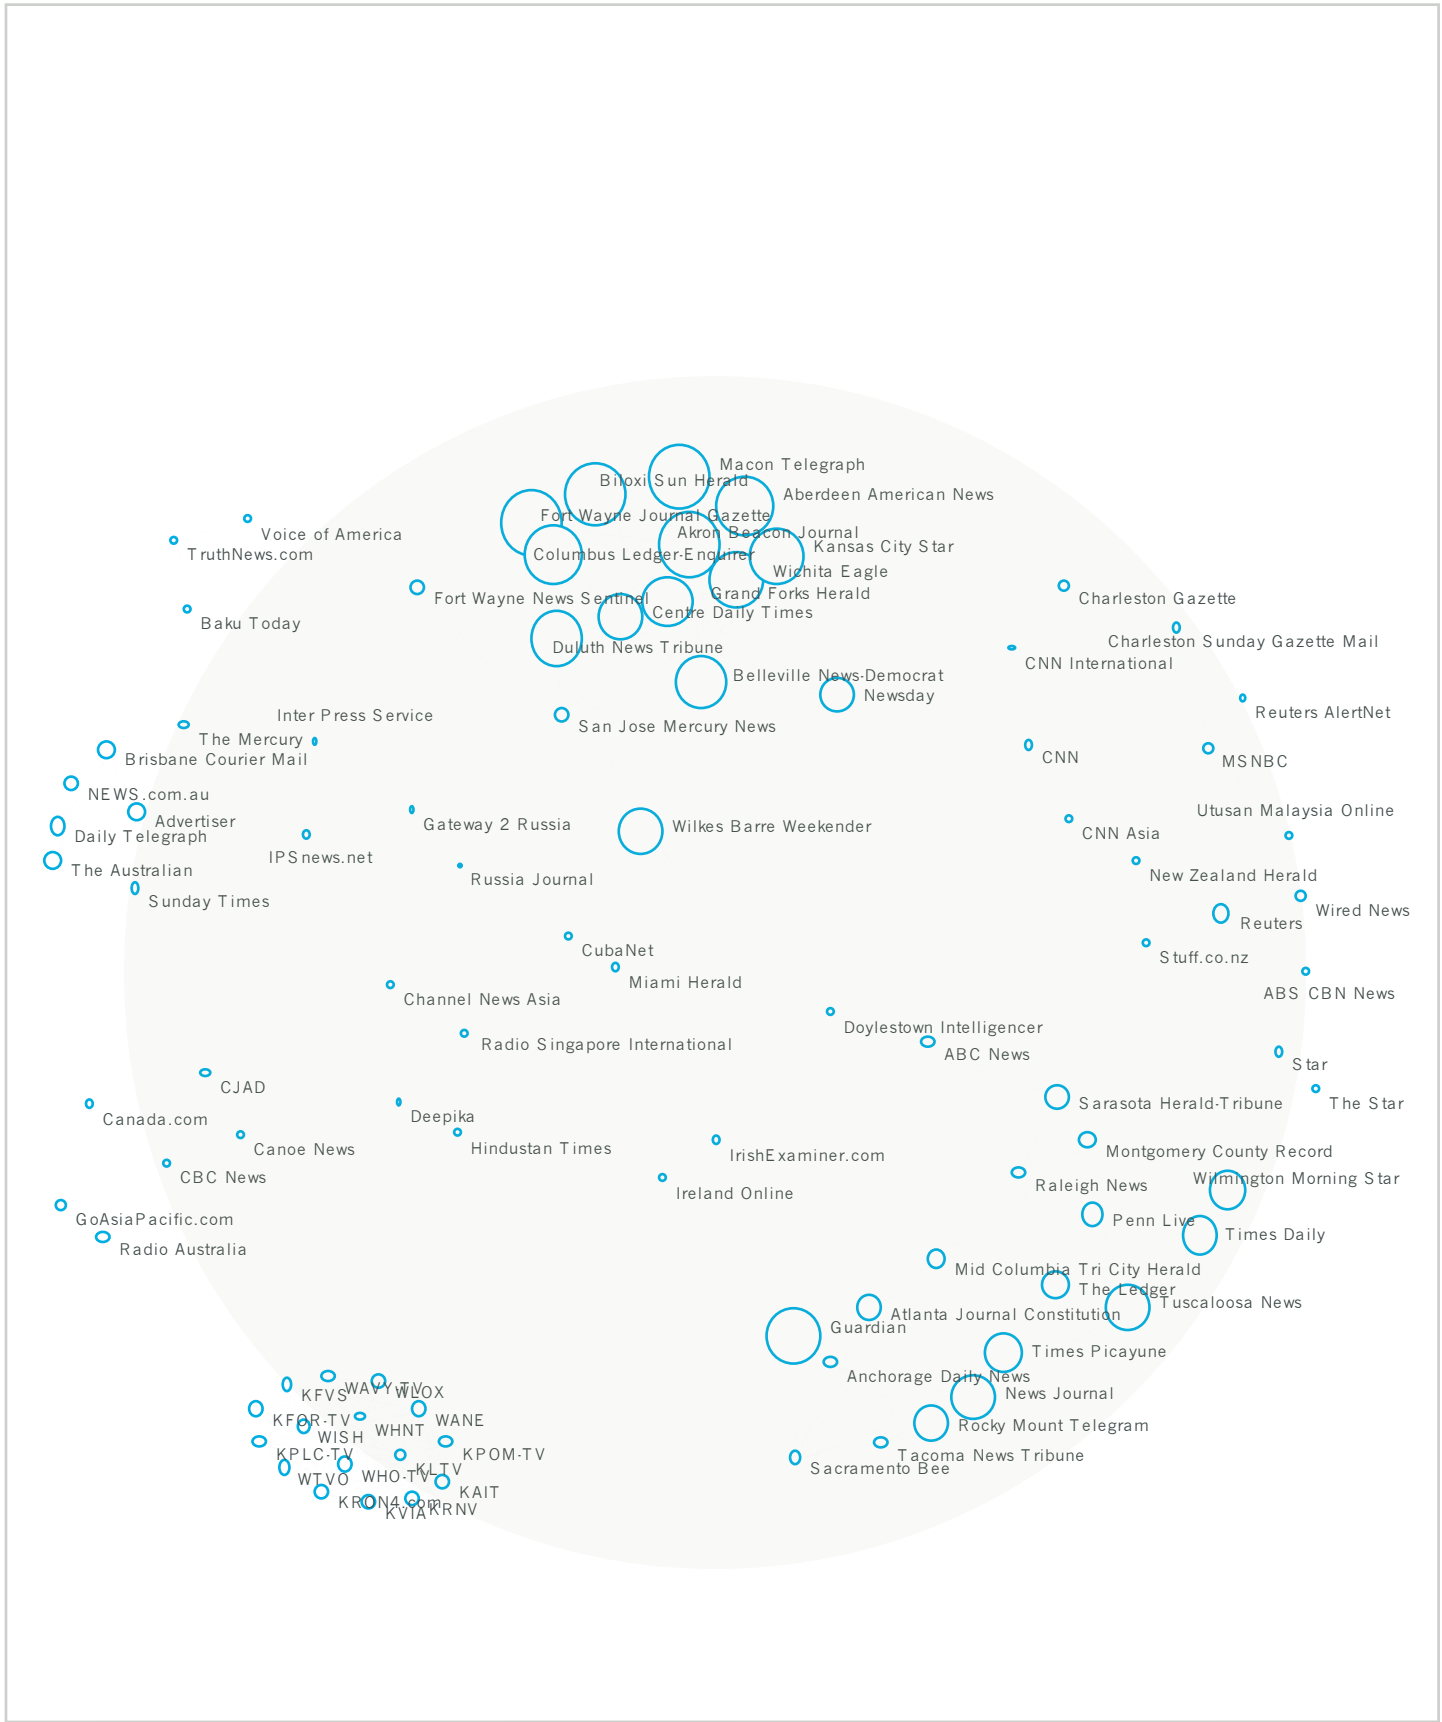 Macon Telegraph
Biloxi Sun Herald
Aberdeen American News
Fort Wayne Journal Gazette
Akron Beacon Journal
Voice of America
Kansas City Star
TruthNews.com
Columbus Ledger-Enquirer
Wichita Eagle
Grand Forks Herald
Fort Wayne News Sentinel
Charleston Gazette
Centre Daily Times
Baku Today
Charleston Sunday Gazette Mail
Duluth News Tribune
CNN International
Belleville News-Democrat
Newsday
Reuters AlertNet
Inter Press Service
San Jose Mercury News
The Mercury
CNN
Brisbane Courier Mail
MSNBC
NEWS.com.au
Utusan Malaysia Online
Advertiser
Gateway 2 Russia
Wilkes Barre Weekender
CNN Asia
Daily Telegraph
IPSnews.net
The Australian
New Zealand Herald
Russia Journal
Sunday Times
Wired News
Reuters
CubaNet
Stuff.co.nz
Miami Herald
ABS CBN News
Channel News Asia
Doylestown Intelligencer
Radio Singapore International
ABC News
Star
CJAD
Sarasota Herald-Tribune
The Star
Deepika
Canada.com
Hindustan Times
Canoe News
Montgomery County Record
IrishExaminer.com
CBC News
Wilmington Morning Star
Raleigh News
Ireland Online
GoAsiaPacific.com
Penn Live
Times Daily
Radio Australia
Mid Columbia Tri City Herald
The Ledger
Tuscaloosa News
Atlanta Journal Constitution
Guardian
Times Picayune
Anchorage Daily News
WAVY-TV
WLOX
KFVS
News Journal
KFOR-TV
WANE
Rocky Mount Telegram
WHNT
WISH
KPLC-TV
KPOM-TV
Tacoma News Tribune
Sacramento Bee
KLTV
WHO-TV
WTVO
KAIT
KRON4.com
KRNV
KVIA